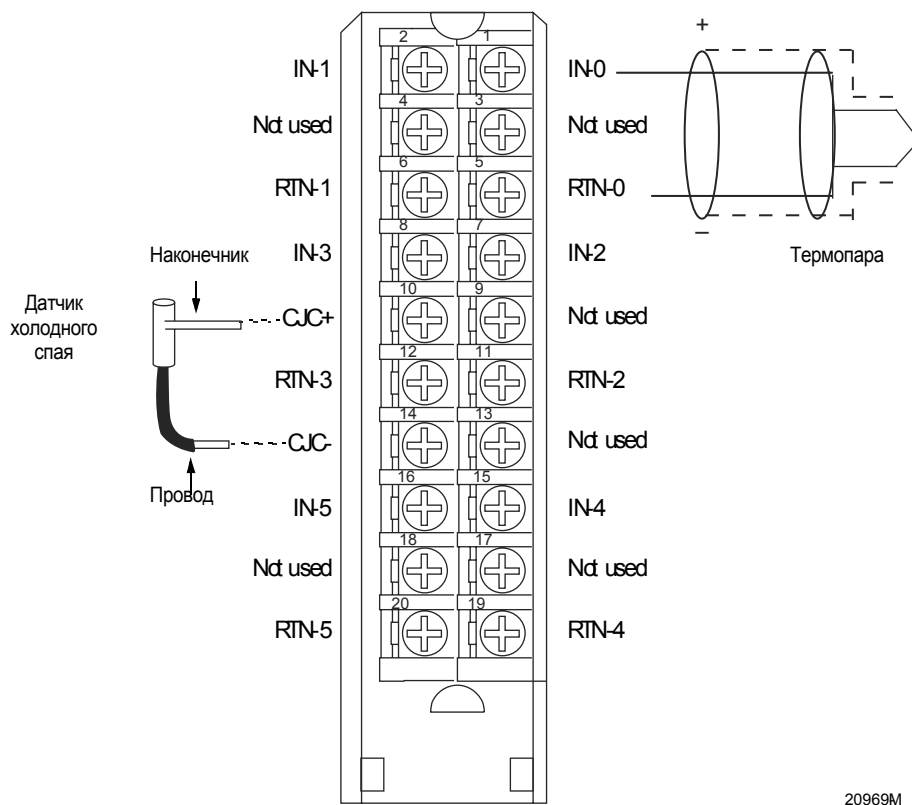 +
2 1
IN-1 IN-0
4 3
Not used Not used
6 5
RTN-1 RTN-0
8 7
–
Наконечник IN-3 IN-2 Термопара
10 9
Датчик
холодного
спая
CJC+ Not used
12 11
RTN-3 RTN-2
14 13
CJC- Not used
16 15
Провод
IN-5 IN-4
18 17
Not used Not used
20 19
RTN-5 RTN-4
20969M